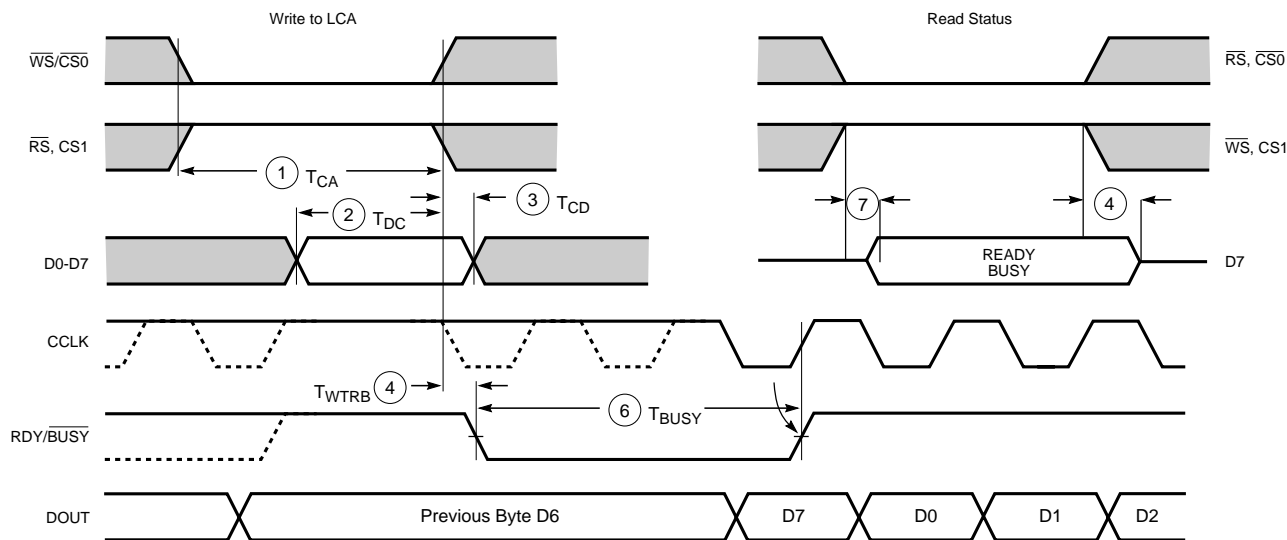 Write to LCA
Read Status
WS/CS0
RS, CS0
RS, CS1
WS, CS1
1 TCA
2 TDC
3 TCD
7
4
D0-D7
READY
BUSY
D7
CCLK
TWTRB 4
6 TBUSY
RDY/BUSY
DOUT
Previous Byte D6
D7
D0
D1
D2